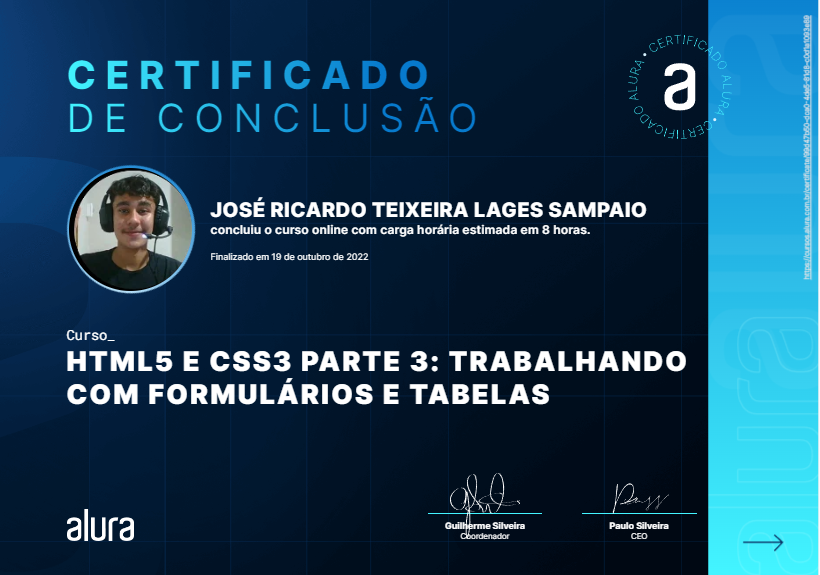 CERTIFICADO
DE CONCLUSÃO
CERTIFICADO ALURA • CERTIFICADO ALURA •
a
JOSÉ RICARDO TEIXEIRA LAGES SAMPAIO
concluiu o curso online com carga horária estimada em 8 horas.
Finalizado em 19 de outubro de 2022
Curso_
HTML5 E CSS3 PARTE 3: TRABALHANDO
COM FORMULÁRIOS E TABELAS
alura
Guilherme Silveira
Coordenador
Paulo Silveira
CEO
alura